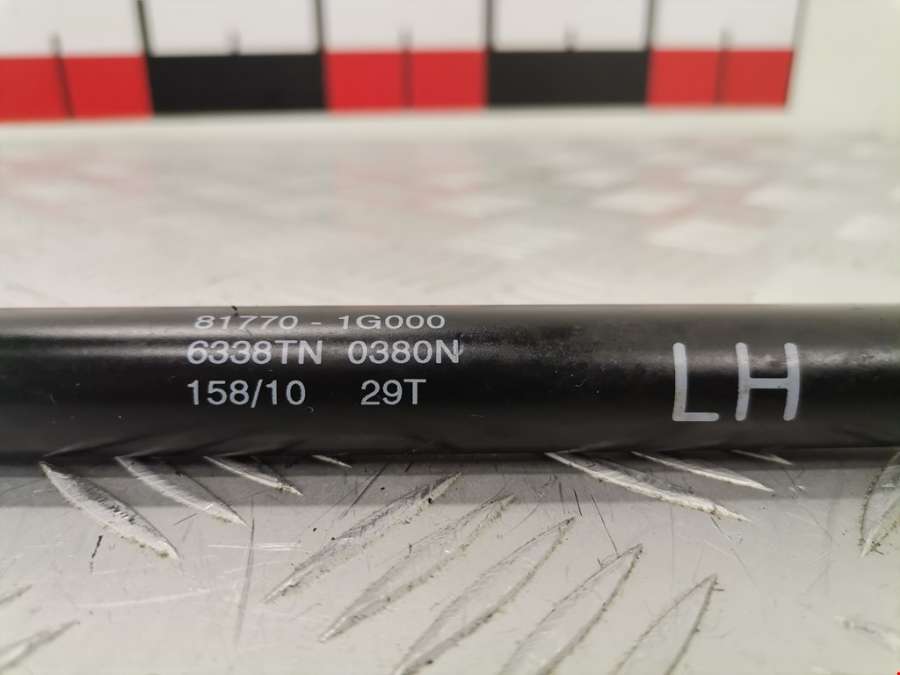 81770 - 1G000
6338TN 0380N
158/10 29T
LH